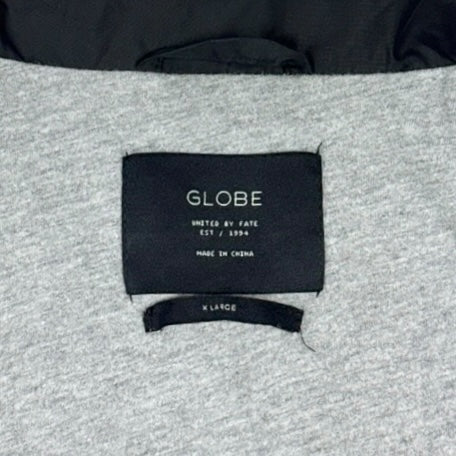 GLOBE
UNITED BY FATE
EST / 1994
MADE IN CHINA
X LARGE